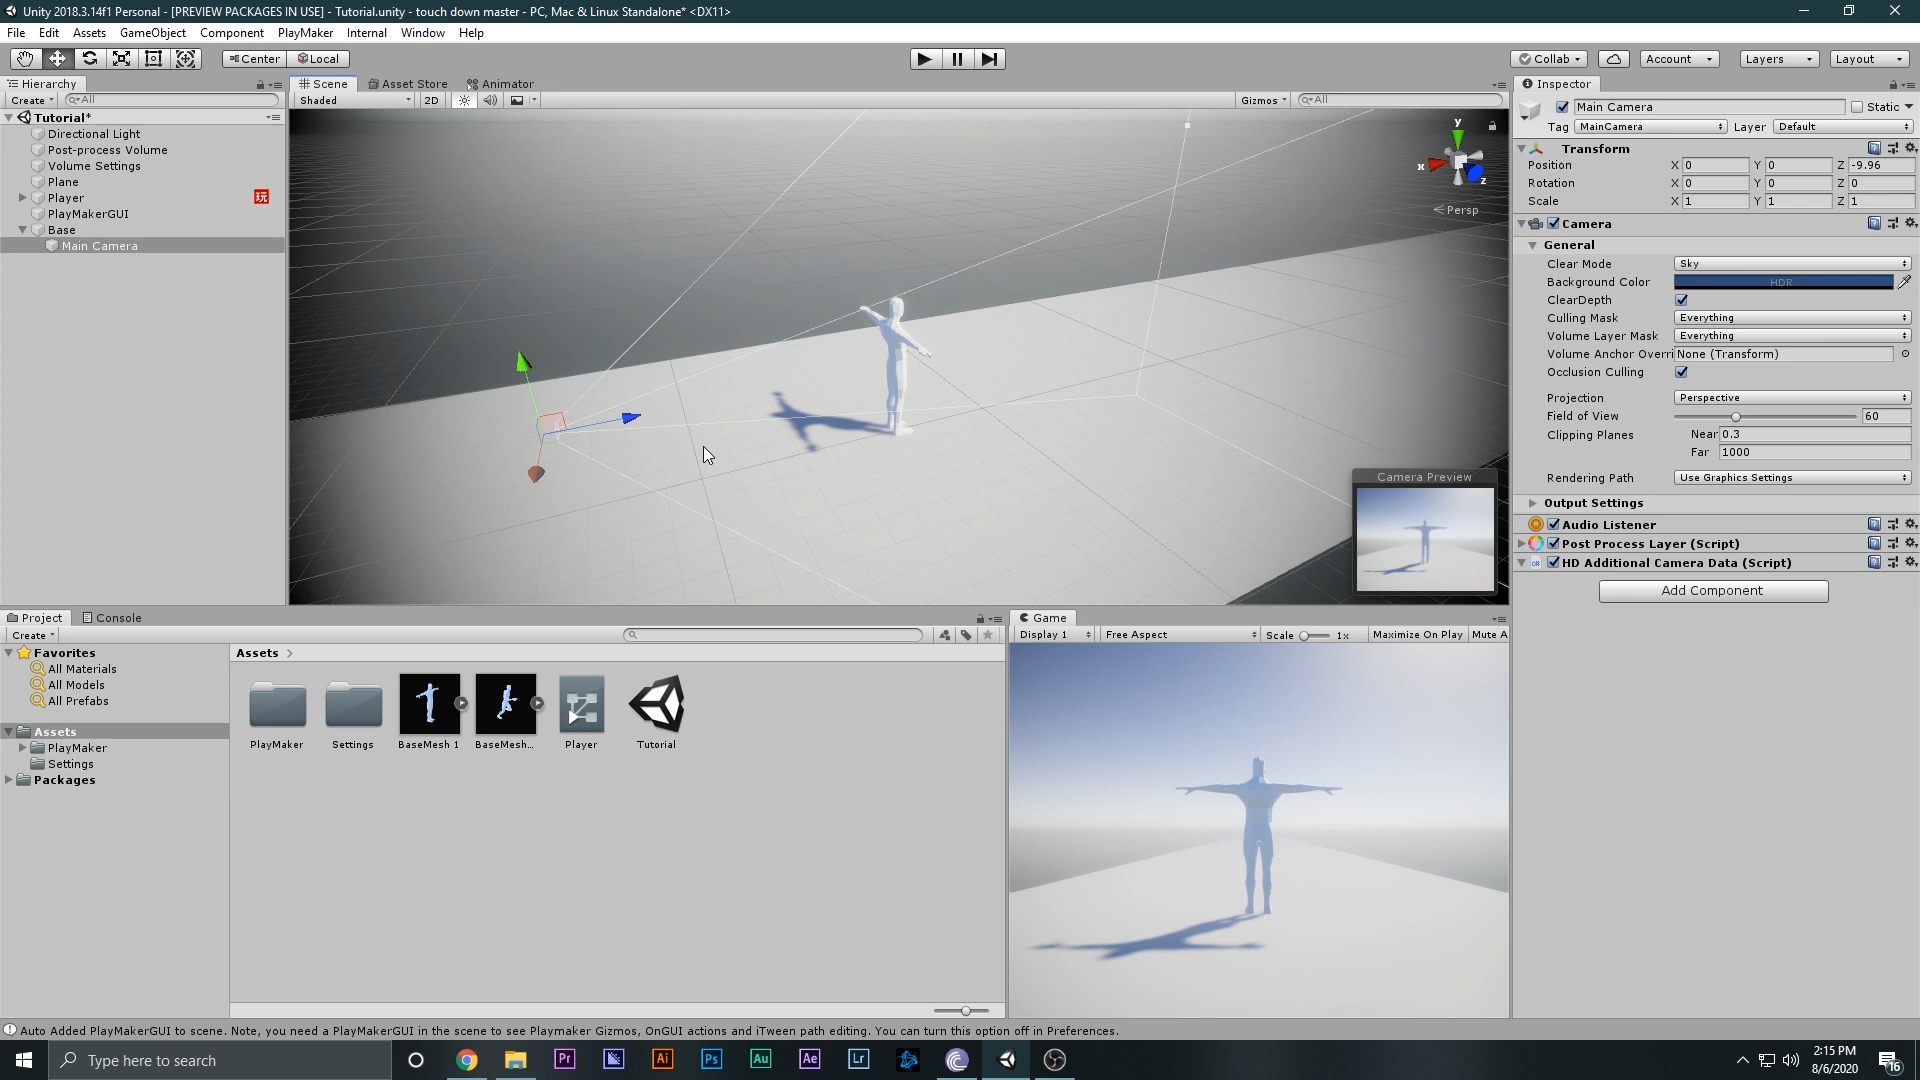 Unity 2018.3.14f1 Personal - [PREVIEW PACKAGES IN USE] - Tutorial.unity - touch down master - PC, Mac & Linux Standalone* <DX11>
File Edit Assets GameObject Component PlayMaker Internal Window Help
Center Local Collab Account Layers Layout
Hierarchy
Create All
Tutorial*
Directional Light
Post-process Volume
Volume Settings
Plane
Player 玩
PlayMakerGUI
Base
Main Camera
Scene Asset Store Animator
Shaded 2D Gizmos All
y
x
z
Persp
Camera Preview
Inspector
Main Camera Static
Tag MainCamera Layer Default
Transform
Position X 0 Y 0 Z -9.96
Rotation X 0 Y 0 Z 0
Scale X 1 Y 1 Z 1
Camera
General
Clear Mode Sky
Background Color HDR
ClearDepth
Culling Mask Everything
Volume Layer Mask Everything
Volume Anchor Overri None (Transform)
Occlusion Culling
Projection Perspective
Field of View 60
Clipping Planes Near 0.3
Far 1000
Rendering Path Use Graphics Settings
Output Settings
Audio Listener
Post Process Layer (Script)
HD Additional Camera Data (Script)
Add Component
Project Console
Create
Favorites
All Materials
All Models
All Prefabs
Assets
PlayMaker
Settings
Packages
Assets
PlayMaker Settings BaseMesh 1 BaseMesh... Player Tutorial
Game
Display 1 Free Aspect Scale 1x Maximize On Play Mute A
Auto Added PlayMakerGUI to scene. Note, you need a PlayMakerGUI in the scene to see Playmaker Gizmos, OnGUI actions and iTween path editing. You can turn this option off in Preferences.
Type here to search
Pr Ai Ps Au Ae Lr
2:15 PM
8/6/2020
16